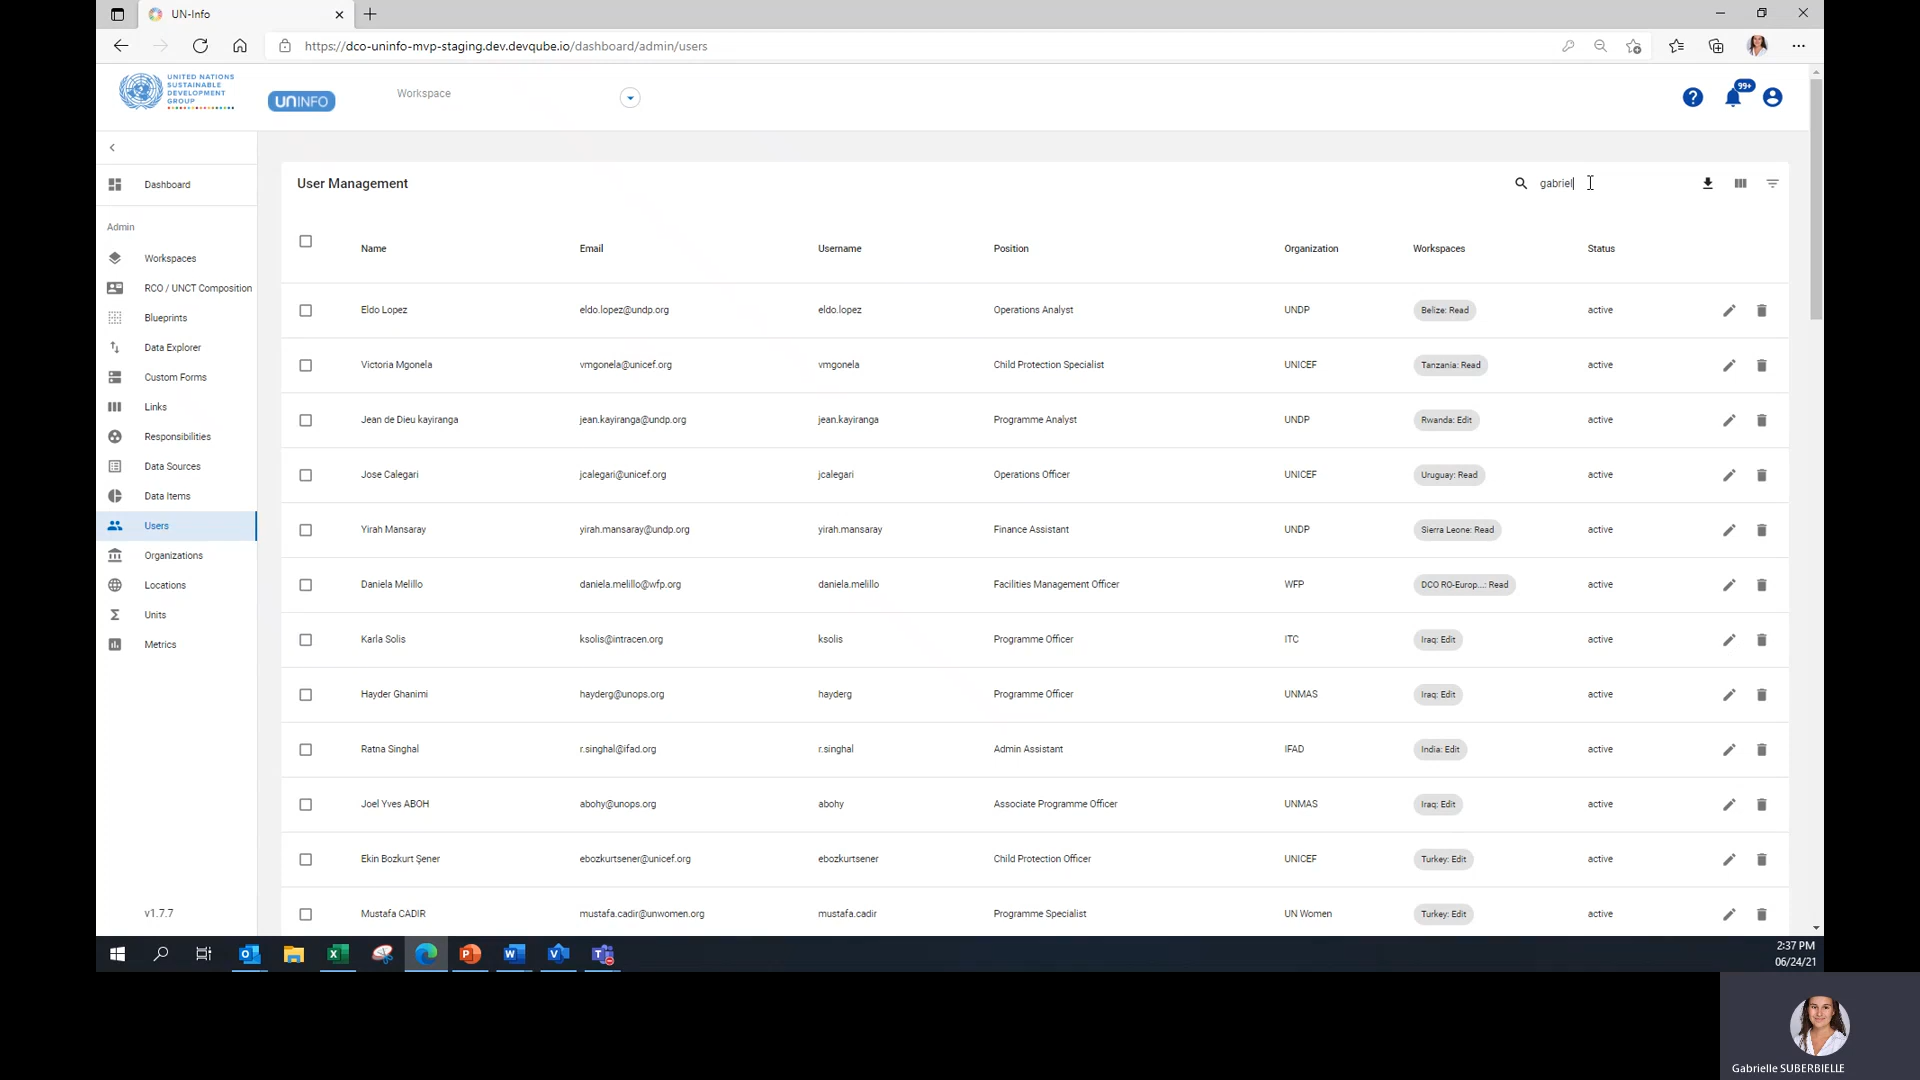 UN-Info
https://dco-uninfo-mvp-staging.dev.devqube.io/dashboard/admin/users
UNITED NATIONS
SUSTAINABLE
DEVELOPMENT
GROUP
UNINFO
Workspace
99+
Dashboard
Admin
Workspaces
RCO / UNCT Composition
Blueprints
Data Explorer
Custom Forms
Links
Responsibilities
Data Sources
Data Items
Users
Organizations
Locations
Units
Metrics
v1.7.7
User Management
gabriel
Name Email Username Position Organization Workspaces Status
Eldo Lopez eldo.lopez@undp.org eldo.lopez Operations Analyst UNDP Belize: Read active
Victoria Mgonela vmgonela@unicef.org vmgonela Child Protection Specialist UNICEF Tanzania: Read active
Jean de Dieu kayiranga jean.kayiranga@undp.org jean.kayiranga Programme Analyst UNDP Rwanda: Edit active
Jose Calegari jcalegari@unicef.org jcalegari Operations Officer UNICEF Uruguay: Read active
Yirah Mansaray yirah.mansaray@undp.org yirah.mansaray Finance Assistant UNDP Sierra Leone: Read active
Daniela Melillo daniela.melillo@wfp.org daniela.melillo Facilities Management Officer WFP DCO RO-Europ...: Read active
Karla Solis ksolis@intracen.org ksolis Programme Officer ITC Iraq: Edit active
Hayder Ghanimi hayderg@unops.org hayderg Programme Officer UNMAS Iraq: Edit active
Ratna Singhal r.singhal@ifad.org r.singhal Admin Assistant IFAD India: Edit active
Joel Yves ABOH abohy@unops.org abohy Associate Programme Officer UNMAS Iraq: Edit active
Ekin Bozkurt Şener ebozkurtsener@unicef.org ebozkurtsener Child Protection Officer UNICEF Turkey: Edit active
Mustafa CADIR mustafa.cadir@unwomen.org mustafa.cadir Programme Specialist UN Women Turkey: Edit active
2:37 PM
06/24/21
Gabrielle SUBERBIELLE